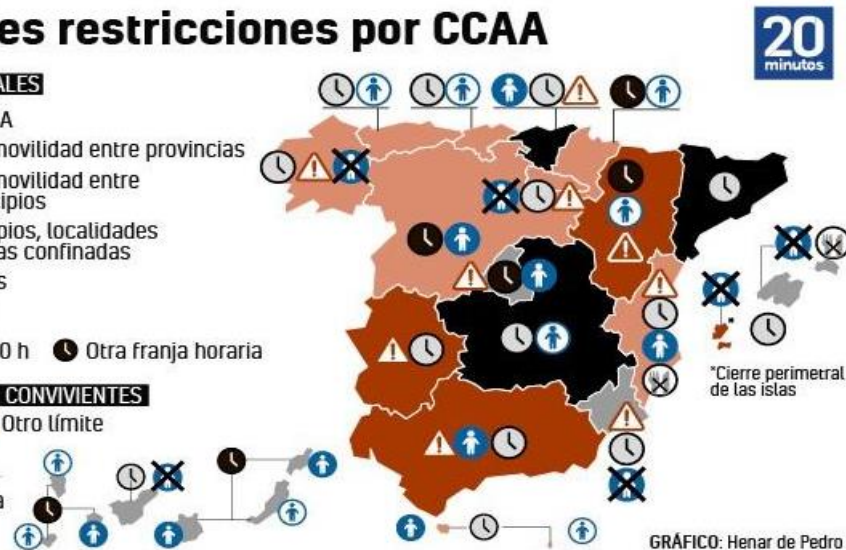 es restricciones por CCAA
20
minutos
ALES
A
movilidad entre provincias
movilidad entre
ipios
pios, localidades
as confinadas
s
0 h
Otra franja horaria
CONVIVIENTES
Otro límite
a
*Cierre perimetral
de las islas
GRÁFICO: Henar de Pedro